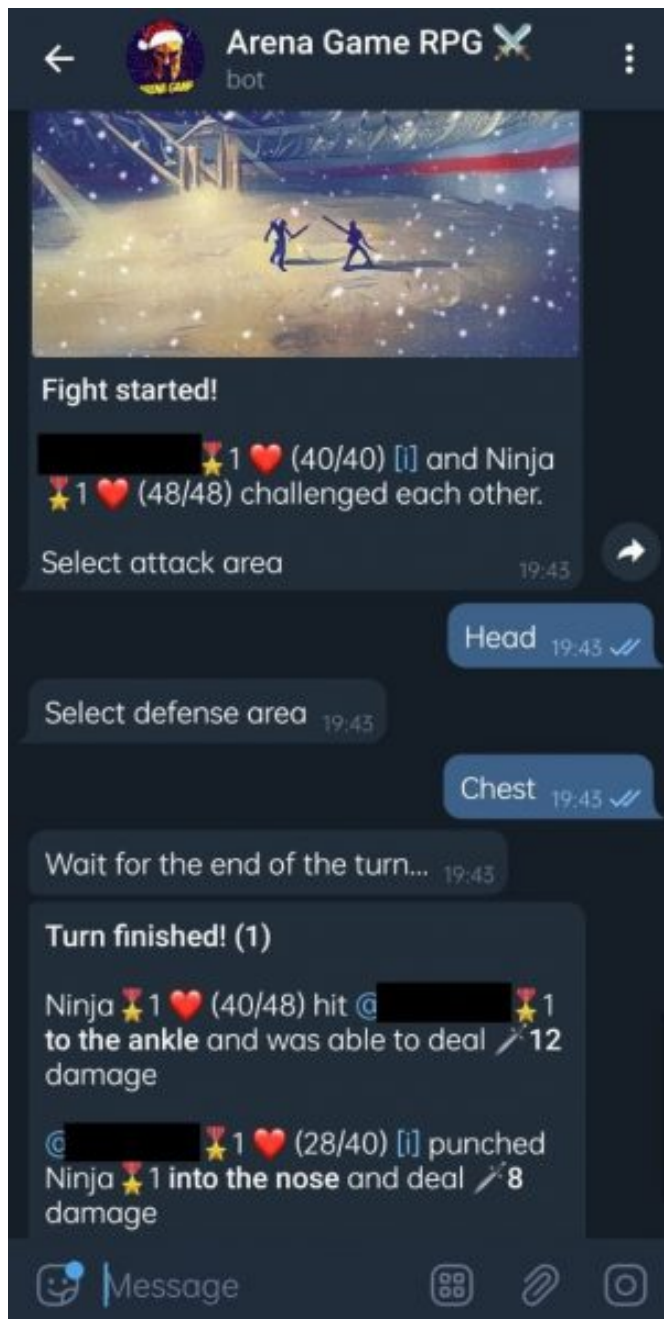 Arena Game RPG ⚔️
bot
ARENA GAME
Fight started!
🎖️1 ❤️ (40/40) [i] and Ninja
🎖️1 ❤️ (48/48) challenged each other.
Select attack area 19:43
Head 19:43
Select defense area 19:43
Chest 19:43
Wait for the end of the turn... 19:43
Turn finished! (1)
Ninja 🎖️1 ❤️ (40/48) hit @ 🎖️1
to the ankle and was able to deal 🗡️12
damage
@ 🎖️1 ❤️ (28/40) [i] punched
Ninja 🎖️1 into the nose and deal 🗡️8
damage
Message